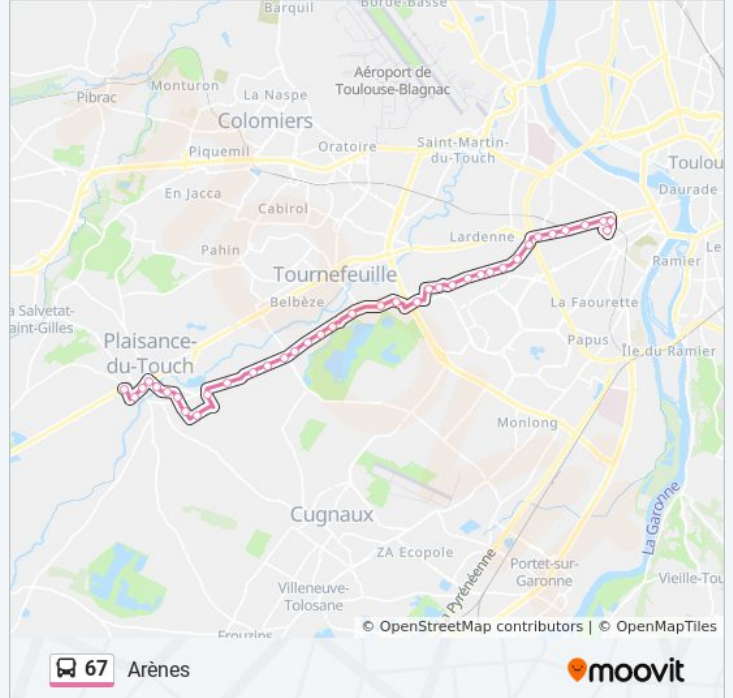 Barquil
Borde-Basse
Aéroport de
Toulouse-Blagnac
Monturon
Pibrac
La Naspe
Colomiers
Piquemil
Oratoire
Saint-Martin-
du-Touch
Toulou
Daurade
En Jacca
Cabirol
Lardenne
Pahin
Le
Ramier
Tournefeuille
Belbèze
La Faourette
a Salvetat-
aint-Gilles
Papus
Île du Ramier
Plaisance-
du-Touch
Monlong
La Garonne
Cugnaux
ZA Ecopole
n Pyrénéenne
Portet-sur-
Garonne
Vieille-Tou
Villeneuve-
Tolosane
Frouzins
© OpenStreetMap contributors | © OpenMapTiles
67 Arènes
moovit